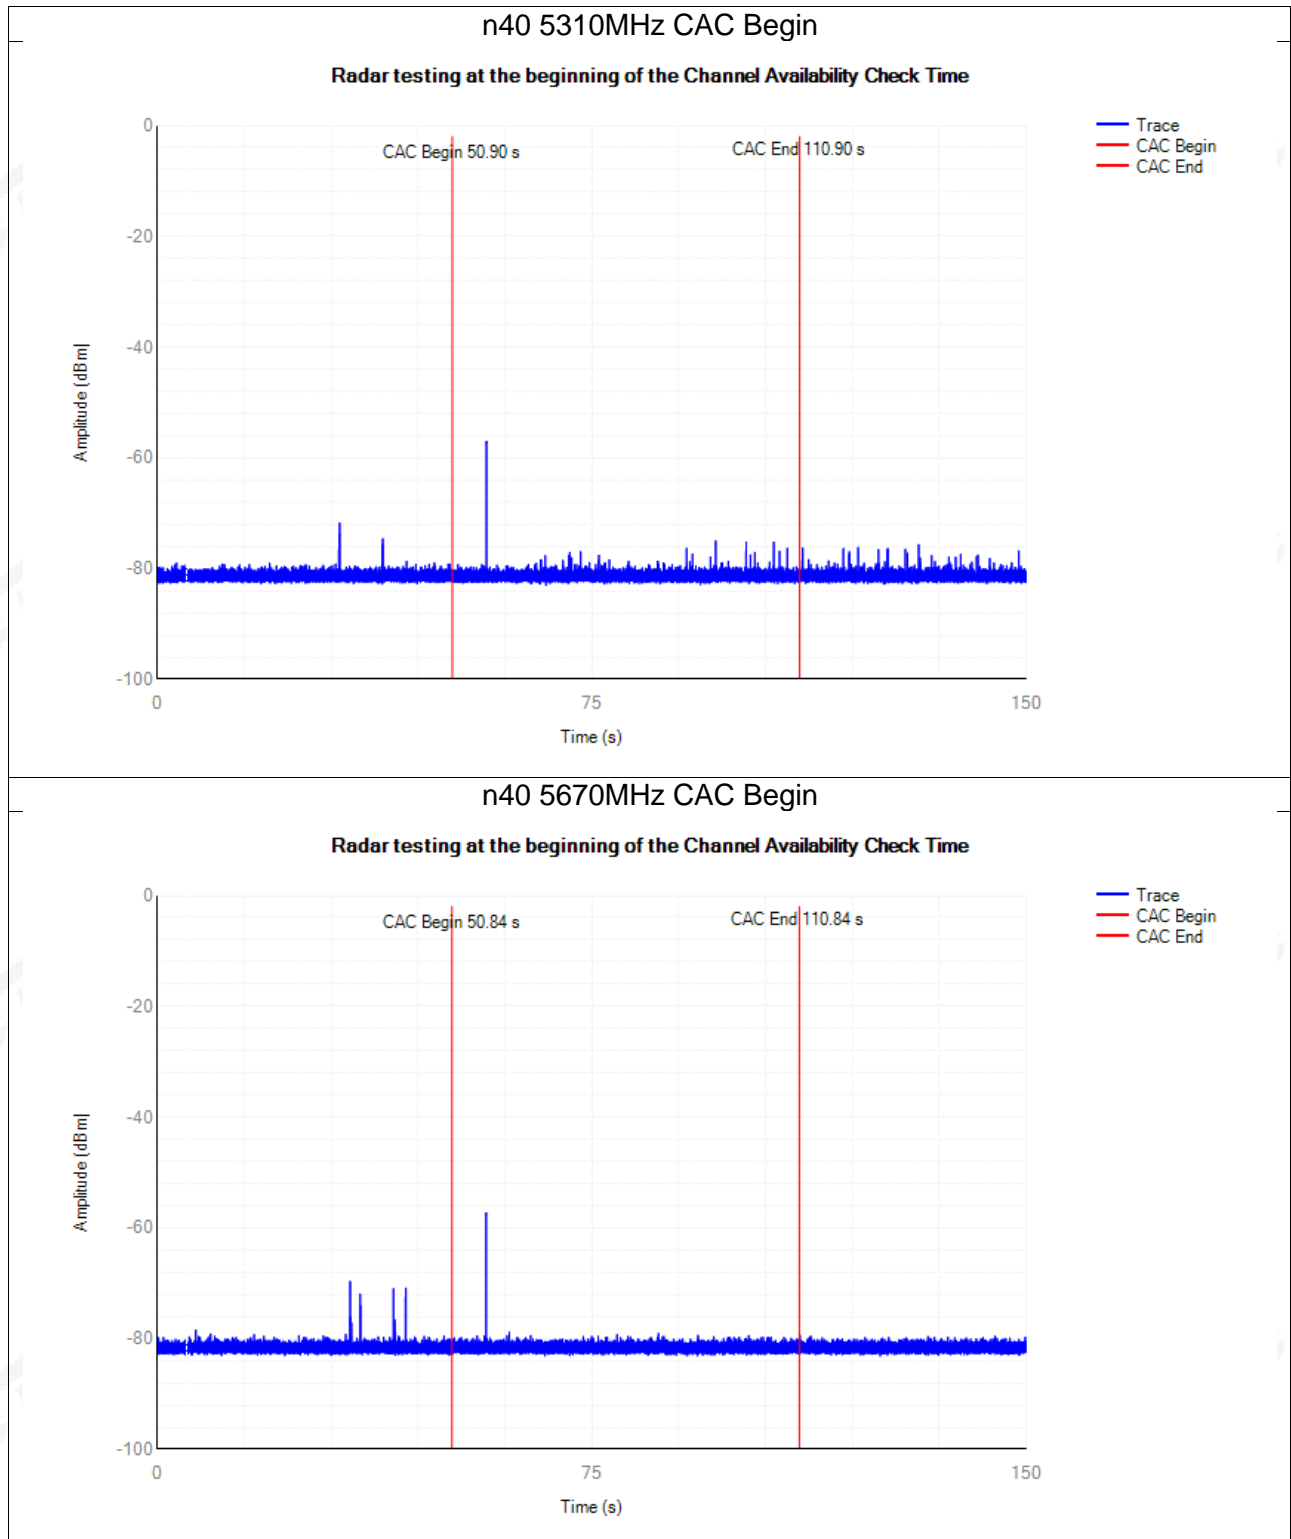 n40 5310MHz CAC Begin
Radar testing at the beginning of the Channel Availability Check Time
0
-20
-40
-60
-80
-100
Amplitude [dBm]
CAC Begin 50.90 s
CAC End 110.90 s
Trace
CAC Begin
CAC End
0 75 150
Time (s)
n40 5670MHz CAC Begin
Radar testing at the beginning of the Channel Availability Check Time
0
-20
-40
-60
-80
-100
Amplitude [dBm]
CAC Begin 50.84 s
CAC End 110.84 s
Trace
CAC Begin
CAC End
0 75 150
Time (s)